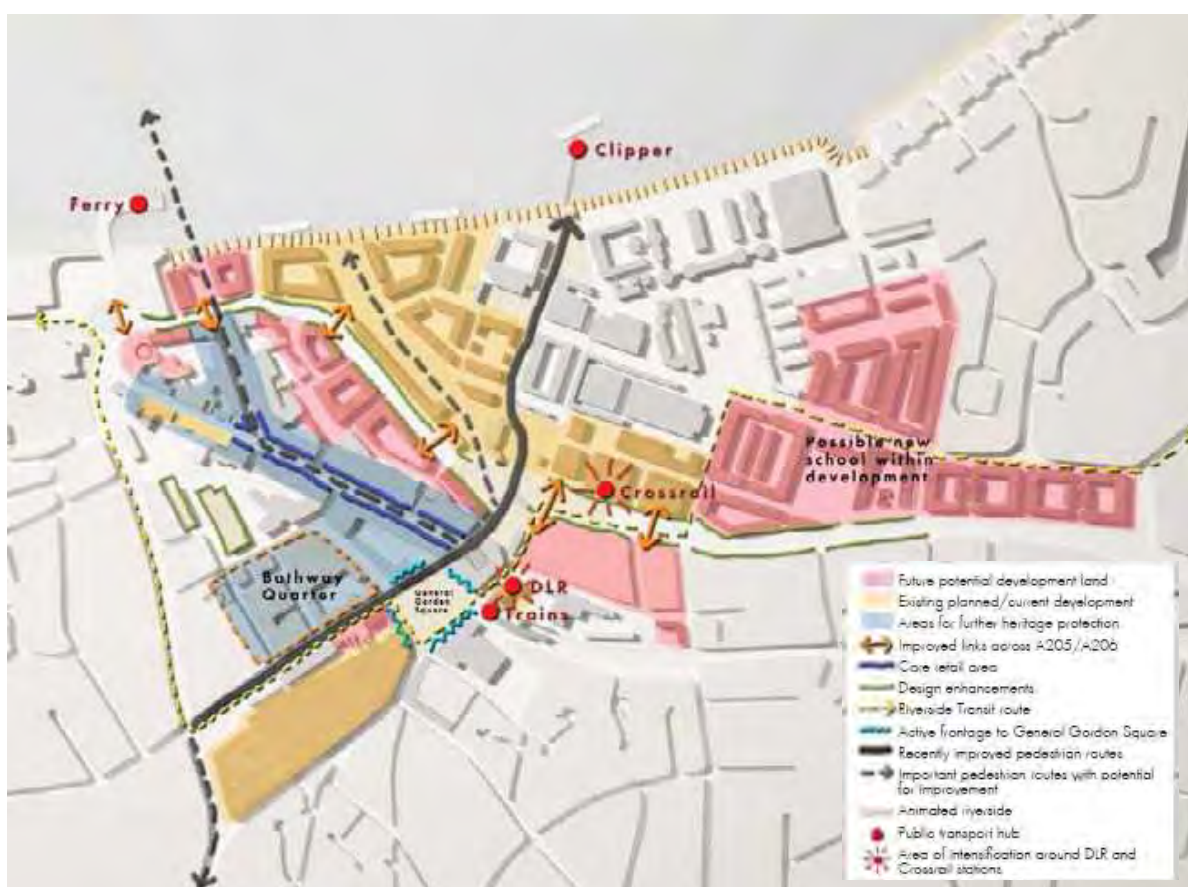 Clipper
Ferry
Possible new
school within
development
Crossrail
Bathway
Quarter
General
Gordon
Square
DLR
Trains
Future potential development land
Existing planned/current development
Areas for further heritage protection
Improved links across A205/A206
Core retail area
Design enhancements
Riverside Transit route
Active frontage to General Gordon Square
Recently improved pedestrian routes
Important pedestrian routes with potential
for improvement
Animated riverside
Public transport hub
Area of intensification around DLR and
Crossrail stations